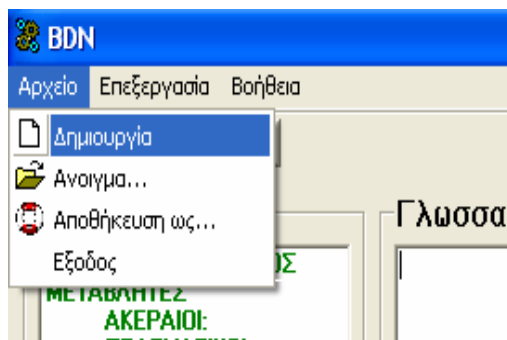 BDN
Αρχείο Επεξεργασία Βοήθεια
Δημιουργία
Ανοιγμα...
Αποθήκευση ως...
Εξοδος
Γλωσσα
ΜΕΤΑΒΛΗΤΕΣ
ΑΚΕΡΑΙΟΙ: